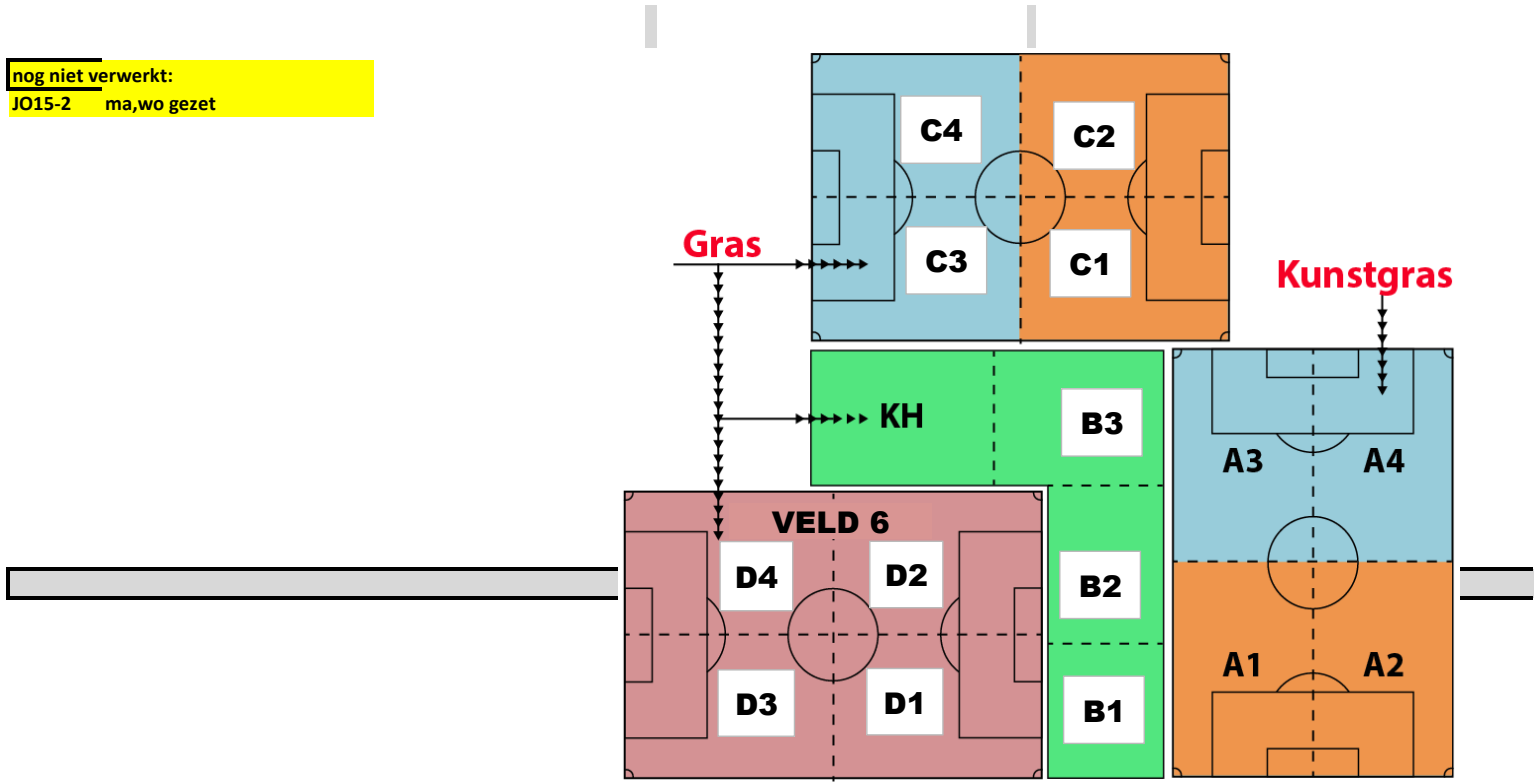 nog niet verwerkt:
JO15-2 ma,wo gezet
C4 C2
Gras
C3 C1
Kunstgras
KH B3
A3 A4
VELD 6
D4 D2 B2
A1 A2
D3 D1 B1